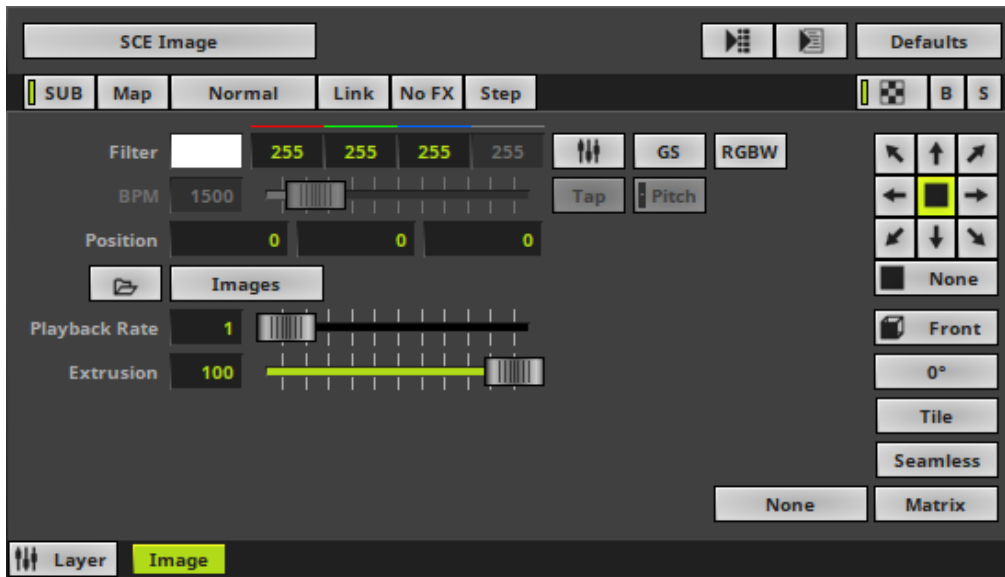 SCE Image Defaults
SUB Map Normal Link No FX Step B S
Filter 255 255 255 255 GS RGBW
BPM 1500 Tap Pitch
Position 0 0 0
Images None
Playback Rate 1 Front
Extrusion 100 0°
Tile
Seamless
None Matrix
Layer Image